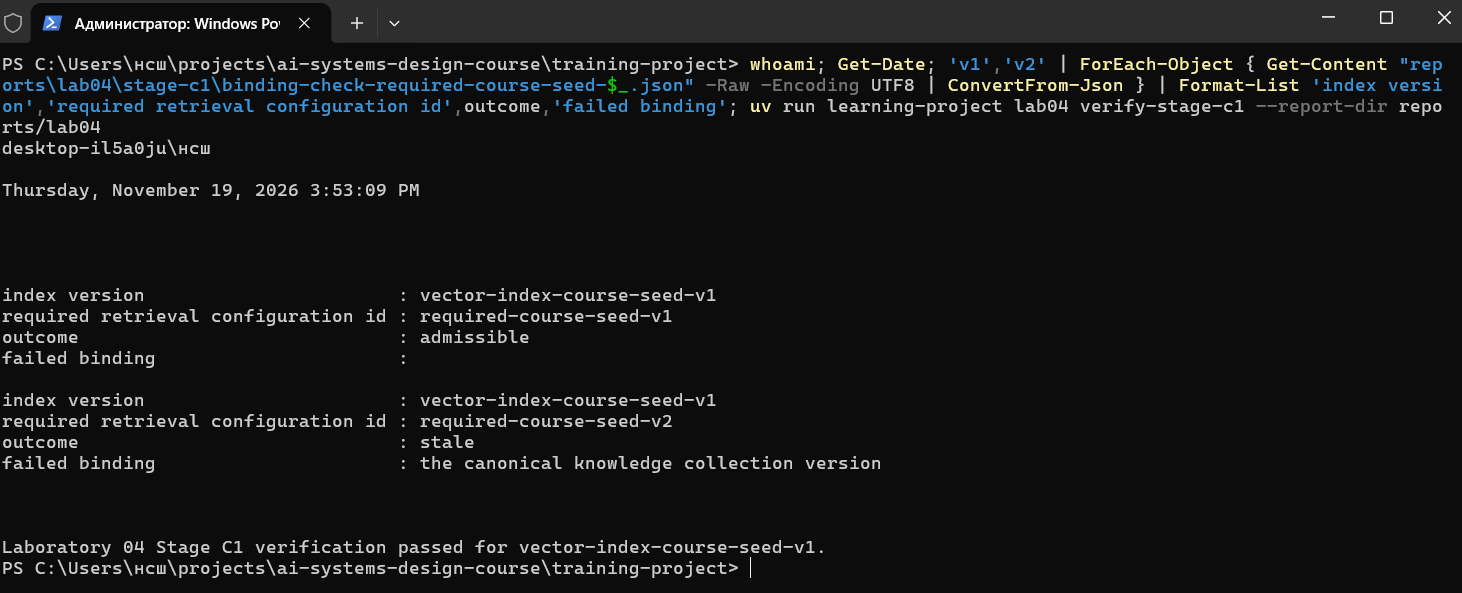 Администратор: Windows Po
PS C:\Users\нсш\projects\ai-systems-design-course\training-project> whoami; Get-Date; 'v1','v2' | ForEach-Object { Get-Content "rep
orts\lab04\stage-c1\binding-check-required-course-seed-$_.json" -Raw -Encoding UTF8 | ConvertFrom-Json } | Format-List 'index versi
on','required retrieval configuration id',outcome,'failed binding'; uv run learning-project lab04 verify-stage-c1 --report-dir repo
rts/lab04
desktop-il5a0ju\нсш
Thursday, November 19, 2026 3:53:09 PM
index version : vector-index-course-seed-v1
required retrieval configuration id : required-course-seed-v1
outcome : admissible
failed binding :
index version : vector-index-course-seed-v1
required retrieval configuration id : required-course-seed-v2
outcome : stale
failed binding : the canonical knowledge collection version
Laboratory 04 Stage C1 verification passed for vector-index-course-seed-v1.
PS C:\Users\нсш\projects\ai-systems-design-course\training-project>